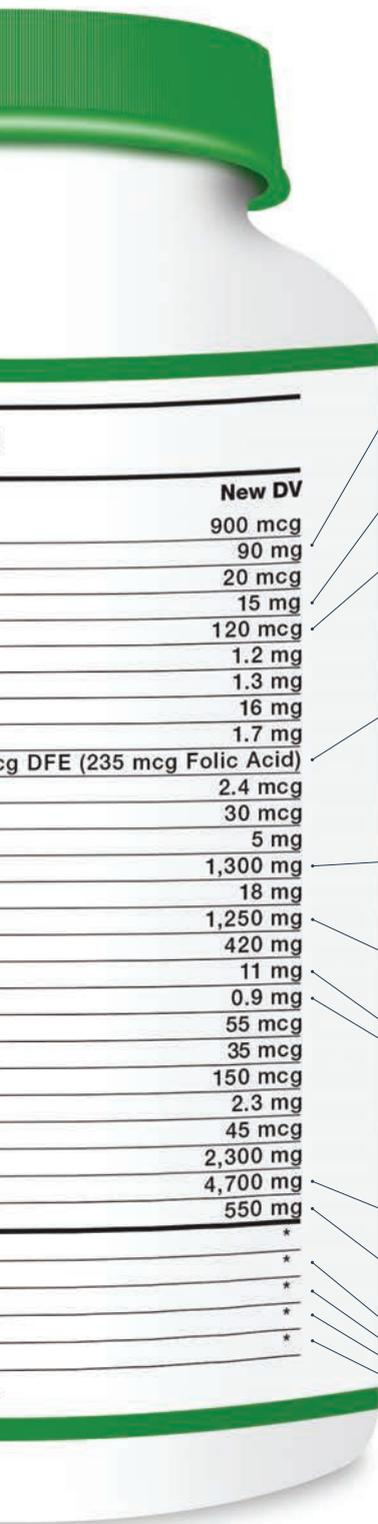 New DV
900 mcg
90 mg
20 mcg
15 mg
120 mcg
1.2 mg
1.3 mg
16 mg
1.7 mg
cg DFE (235 mcg Folic Acid)
2.4 mcg
30 mcg
5 mg
1,300 mg
18 mg
1,250 mg
420 mg
11 mg
0.9 mg
55 mcg
35 mcg
150 mcg
2.3 mg
45 mcg
2,300 mg
4,700 mg
550 mg
*
*
*
*
*